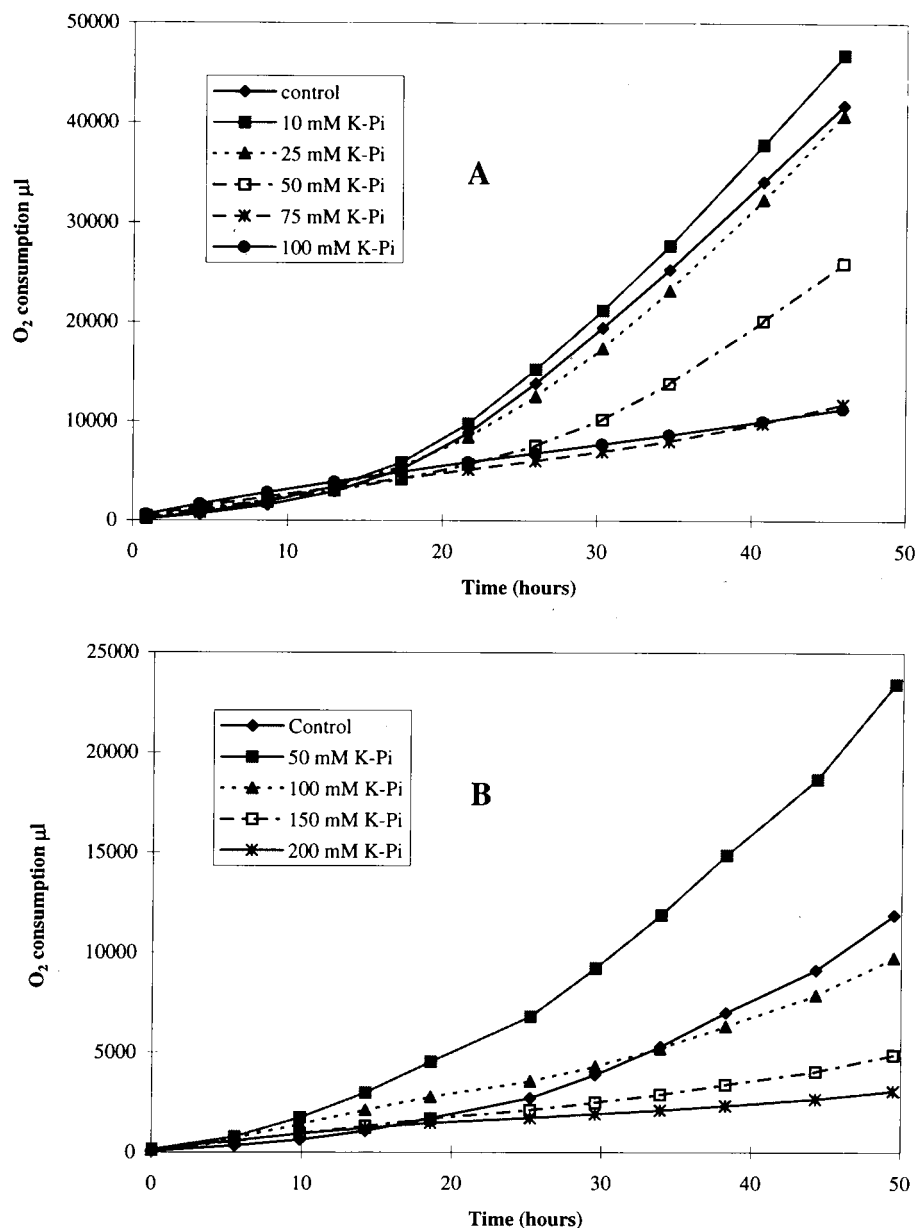 50000
40000
30000
20000
10000
0
O₂ consumption µl
control
10 mM K-Pi
25 mM K-Pi
50 mM K-Pi
75 mM K-Pi
100 mM K-Pi
A
0 10 20 30 40 50
Time (hours)
25000
20000
15000
10000
5000
0
O₂ consumption µl
Control
50 mM K-Pi
100 mM K-Pi
150 mM K-Pi
200 mM K-Pi
B
0 10 20 30 40 50
Time (hours)